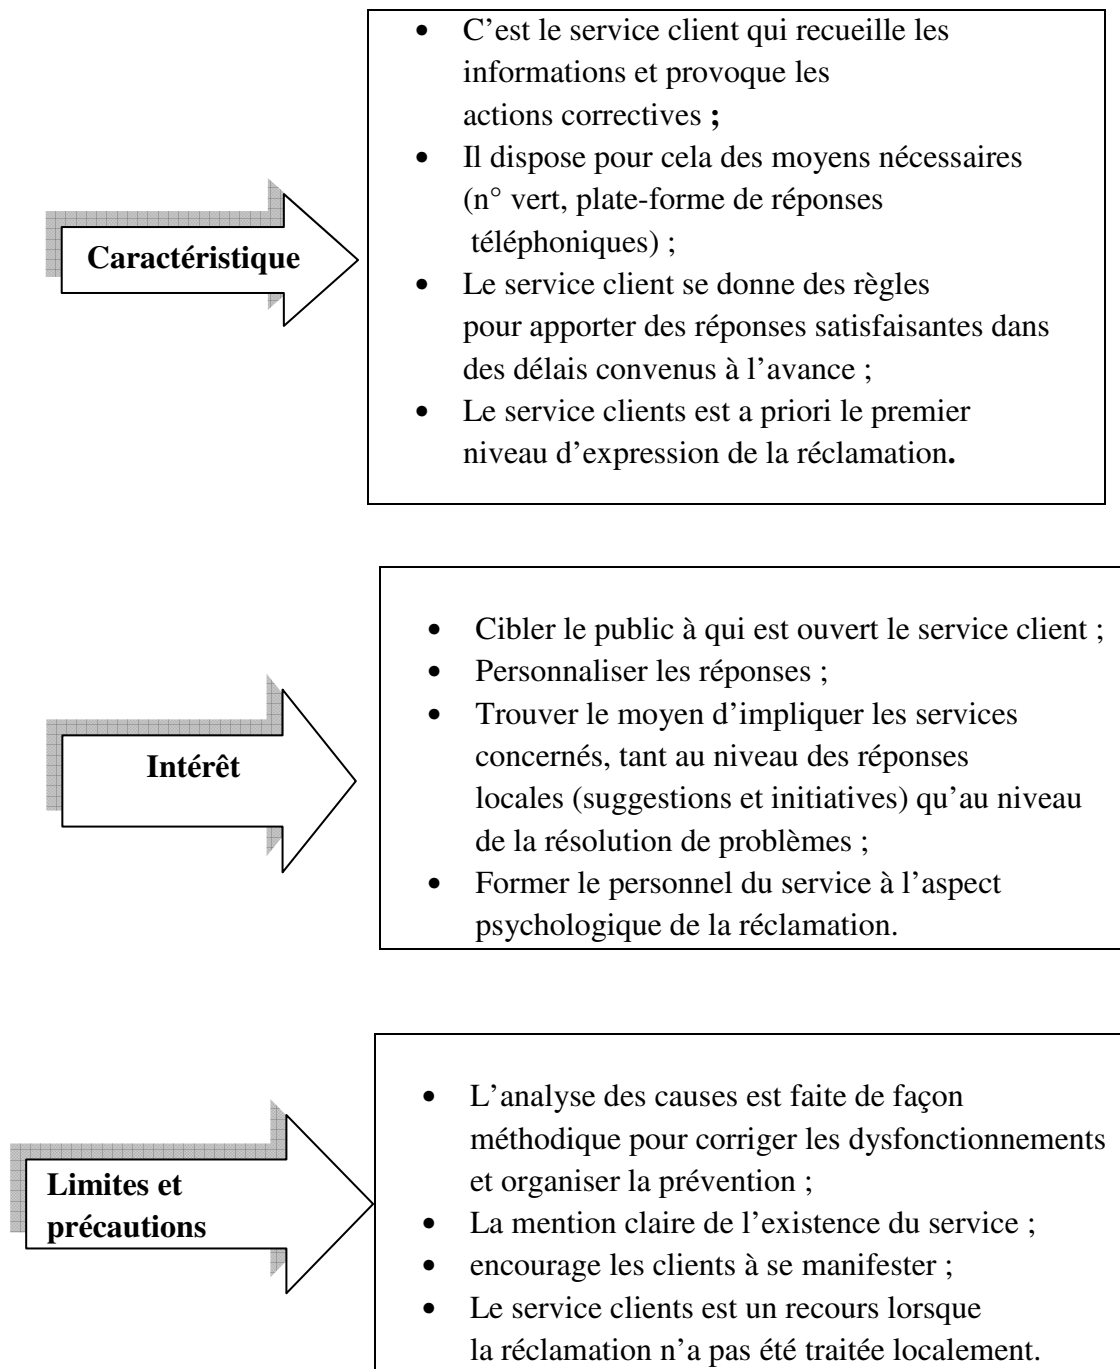 Caractéristique
• C’est le service client qui recueille les
informations et provoque les
actions correctives ;
• Il dispose pour cela des moyens nécessaires
(n° vert, plate-forme de réponses
téléphoniques) ;
• Le service client se donne des règles
pour apporter des réponses satisfaisantes dans
des délais convenus à l’avance ;
• Le service clients est a priori le premier
niveau d’expression de la réclamation.
Intérêt
• Cibler le public à qui est ouvert le service client ;
• Personnaliser les réponses ;
• Trouver le moyen d’impliquer les services
concernés, tant au niveau des réponses
locales (suggestions et initiatives) qu’au niveau
de la résolution de problèmes ;
• Former le personnel du service à l’aspect
psychologique de la réclamation.
Limites et
précautions
• L’analyse des causes est faite de façon
méthodique pour corriger les dysfonctionnements
et organiser la prévention ;
• La mention claire de l’existence du service ;
• encourage les clients à se manifester ;
• Le service clients est un recours lorsque
la réclamation n’a pas été traitée localement.